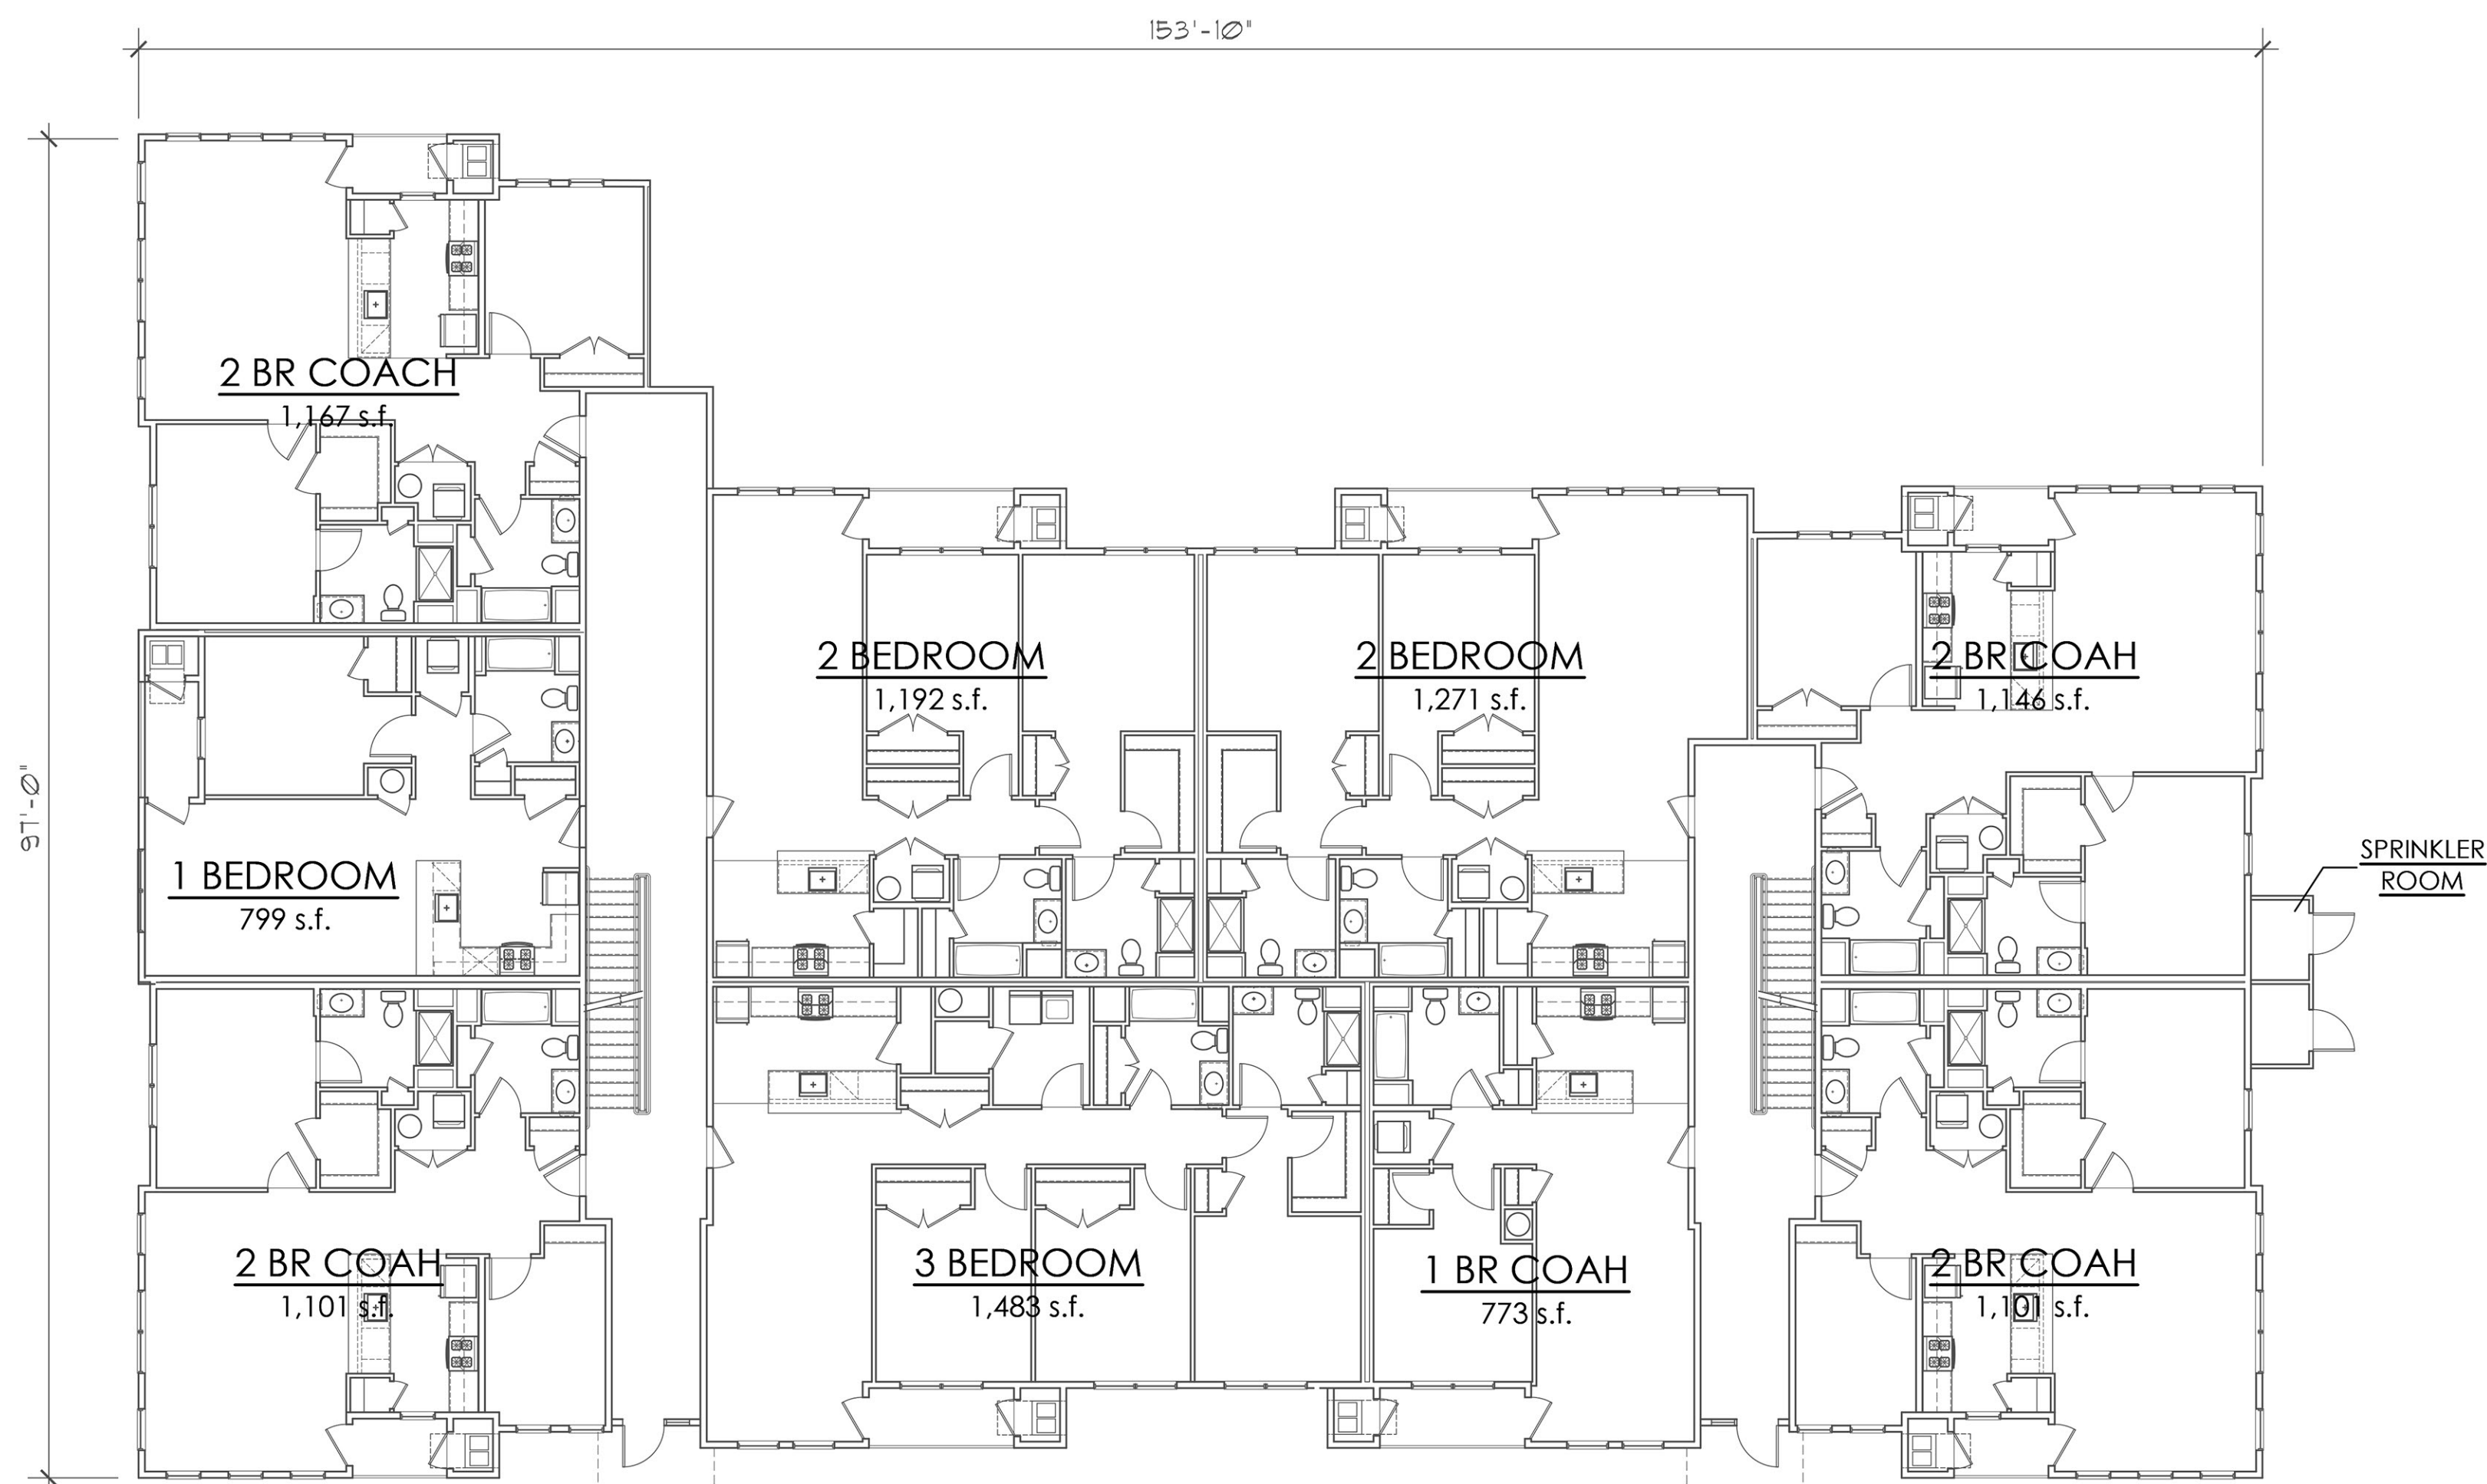 153'-10"
97'-0"
2 BR COACH
1,167 s.f.
2 BEDROOM
1,192 s.f.
2 BEDROOM
1,271 s.f.
2 BR COAH
1,146 s.f.
1 BEDROOM
799 s.f.
SPRINKLER
ROOM
2 BR COAH
1,101 s.f.
3 BEDROOM
1,483 s.f.
1 BR COAH
773 s.f.
2 BR COAH
1,101 s.f.